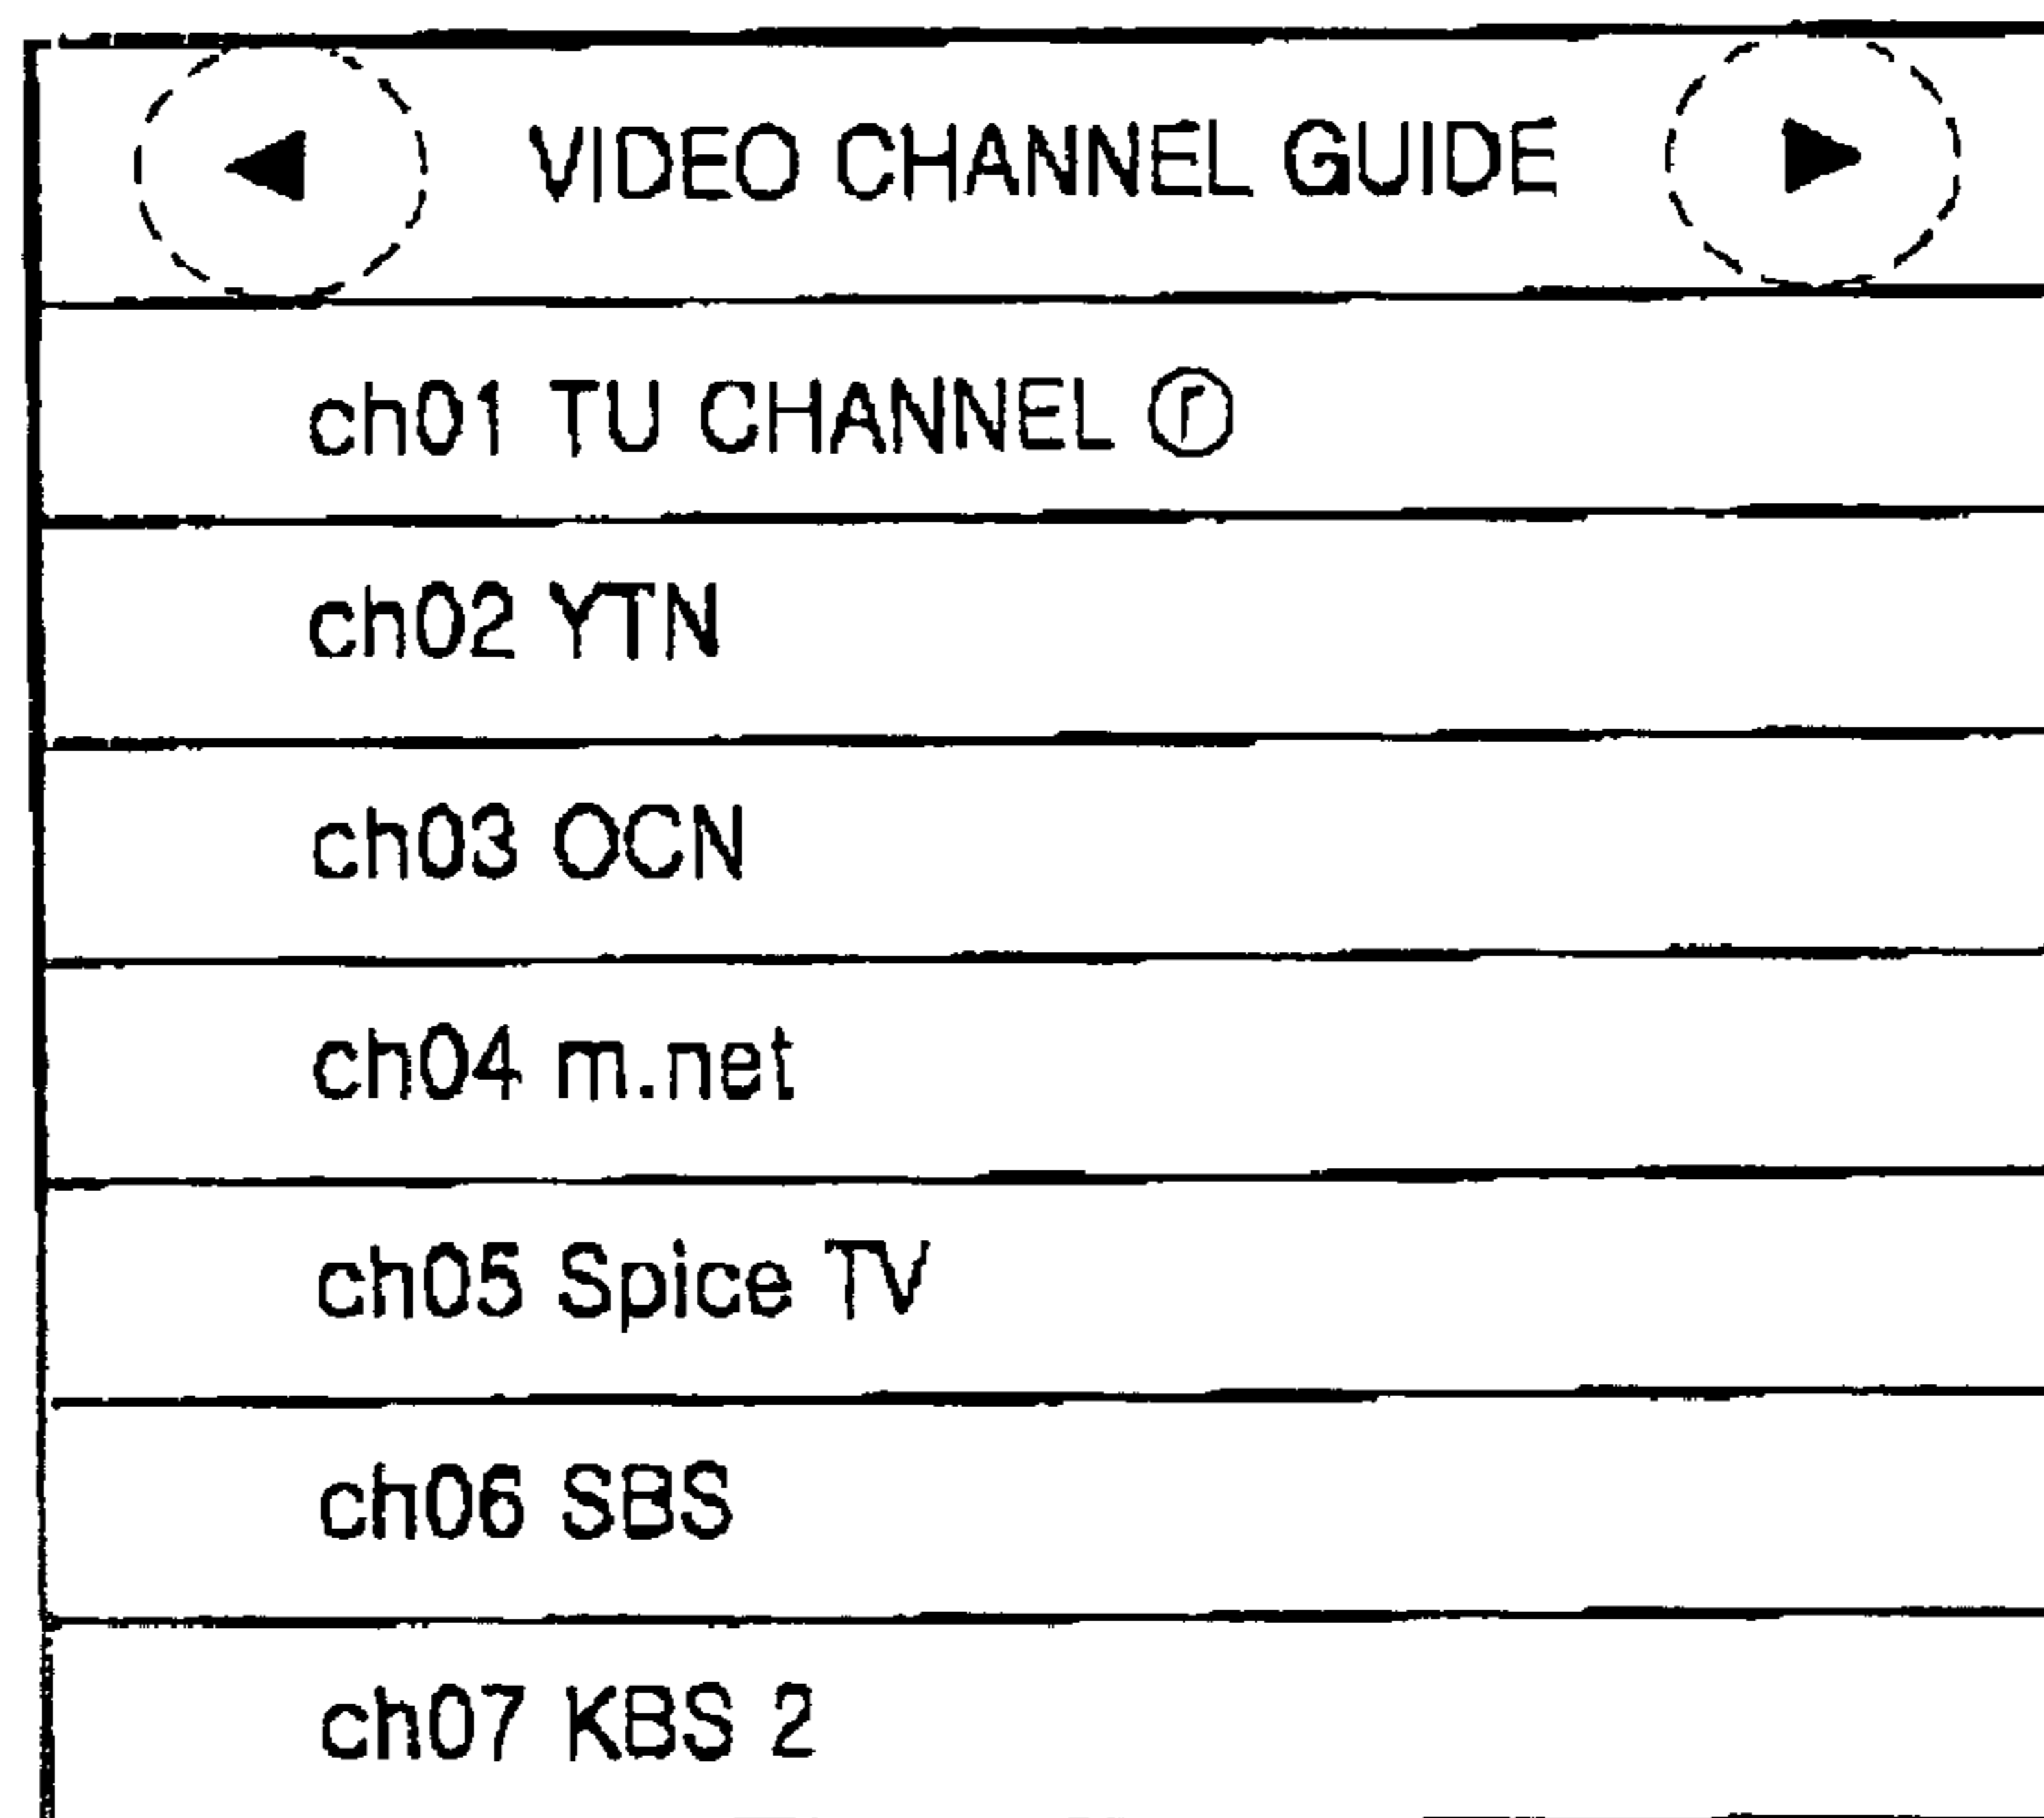 ◀ VIDEO CHANNEL GUIDE ▶
ch01 TU CHANNEL ⓡ
ch02 YTN
ch03 OCN
ch04 m.net
ch05 Spice TV
ch06 SBS
ch07 KBS 2